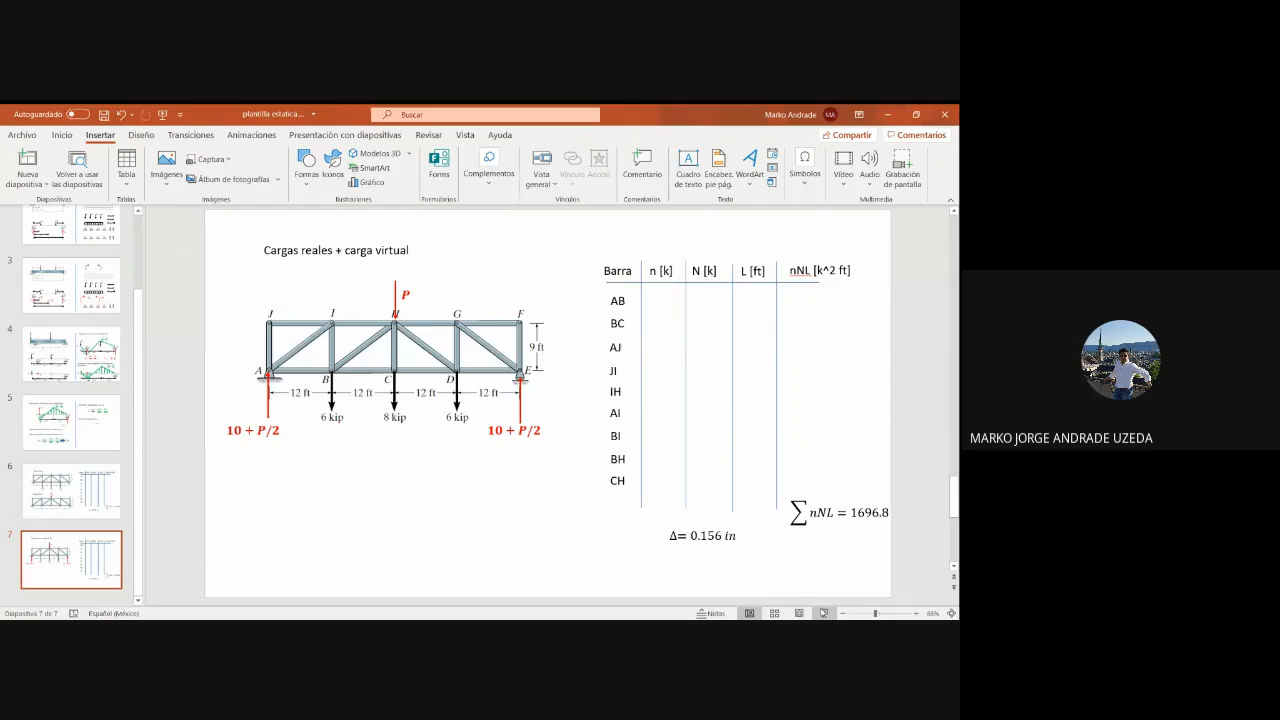 Autoguardado
plantilla estatica....
Buscar
Marko Andrade
MA
Archivo
Inicio
Insertar
Diseño
Transiciones
Animaciones
Presentación con diapositivas
Revisar
Vista
Ayuda
Compartir
Comentarios
Nueva diapositiva
Volver a usar las diapositivas
Tabla
Imágenes
Captura
Álbum de fotografías
Formas
Iconos
Modelos 3D
SmartArt
Gráfico
Forms
Complementos
Vista general
Vínculo
Acción
Comentario
Cuadro de texto
Encabez. pie pág.
WordArt
Símbolos
Vídeo
Audio
Grabación de pantalla
Diapositivas
Tablas
Imágenes
Ilustraciones
Formularios
Vínculos
Comentarios
Texto
Multimedia
3
4
5
6
7
Cargas reales + carga virtual
P
J I H G F
9 ft
A B C D E
12 ft 12 ft 12 ft 12 ft
6 kip 8 kip 6 kip
10 + P/2
10 + P/2
Barra n [k] N [k] L [ft] nNL [k^2 ft]
AB
BC
AJ
JI
IH
AI
BI
BH
CH
∑ nNL = 1696.8
Δ= 0.156 in
MARKO JORGE ANDRADE UZEDA
Diapositiva 7 de 7
Español (México)
Notas
86%